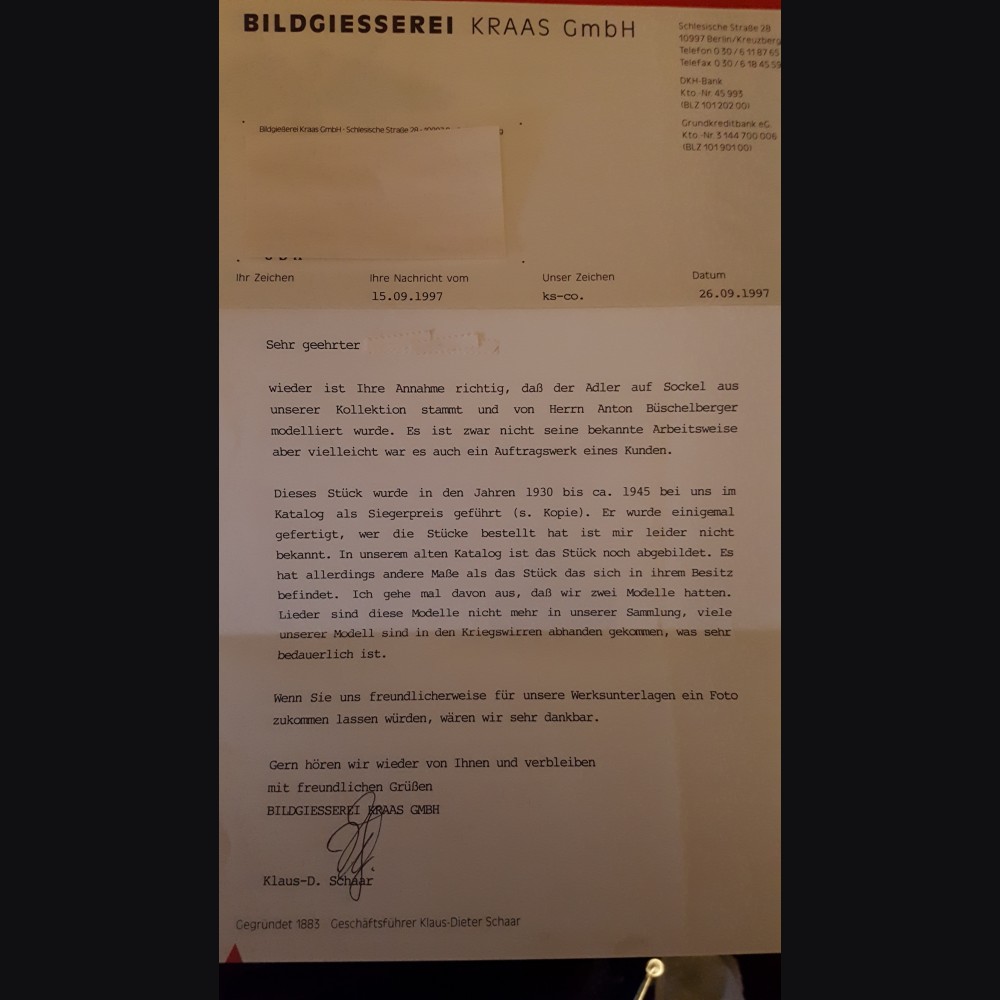 BILDGIESSEREI KRAAS GmbH
Schlesische Straße 28
10997 Berlin/Kreuzberg
Telefon 0 30/6 11 87 65
Telefax 0 30/6 18 45 59
DKH-Bank
Kto.-Nr. 45 993
(BLZ 101 202 00)
Grundkreditbank eG.
Kto.-Nr. 3 144 700 006
(BLZ 101 901 00)
Bildgießerei Kraas GmbH · Schlesische Straße 28
Ihr Zeichen
Ihre Nachricht vom
Unser Zeichen
Datum
15.09.1997
ks-co.
26.09.1997
Sehr geehrter
wieder ist Ihre Annahme richtig, daß der Adler auf Sockel aus
unserer Kollektion stammt und von Herrn Anton Büschelberger
modelliert wurde. Es ist zwar nicht seine bekannte Arbeitsweise
aber vielleicht war es auch ein Auftragswerk eines Kunden.
Dieses Stück wurde in den Jahren 1930 bis ca. 1945 bei uns im
Katalog als Siegerpreis geführt (s. Kopie). Er wurde einigemal
gefertigt, wer die Stücke bestellt hat ist mir leider nicht
bekannt. In unserem alten Katalog ist das Stück noch abgebildet. Es
hat allerdings andere Maße als das Stück das sich in ihrem Besitz
befindet. Ich gehe mal davon aus, daß wir zwei Modelle hatten.
Lieder sind diese Modelle nicht mehr in unserer Sammlung, viele
unserer Modell sind in den Kriegswirren abhanden gekommen, was sehr
bedauerlich ist.
Wenn Sie uns freundlicherweise für unsere Werksunterlagen ein Foto
zukommen lassen würden, wären wir sehr dankbar.
Gern hören wir wieder von Ihnen und verbleiben
mit freundlichen Grüßen
BILDGIESSEREI KRAAS GMBH
Klaus-D. Schaar
Gegründet 1883 Geschäftsführer Klaus-Dieter Schaar